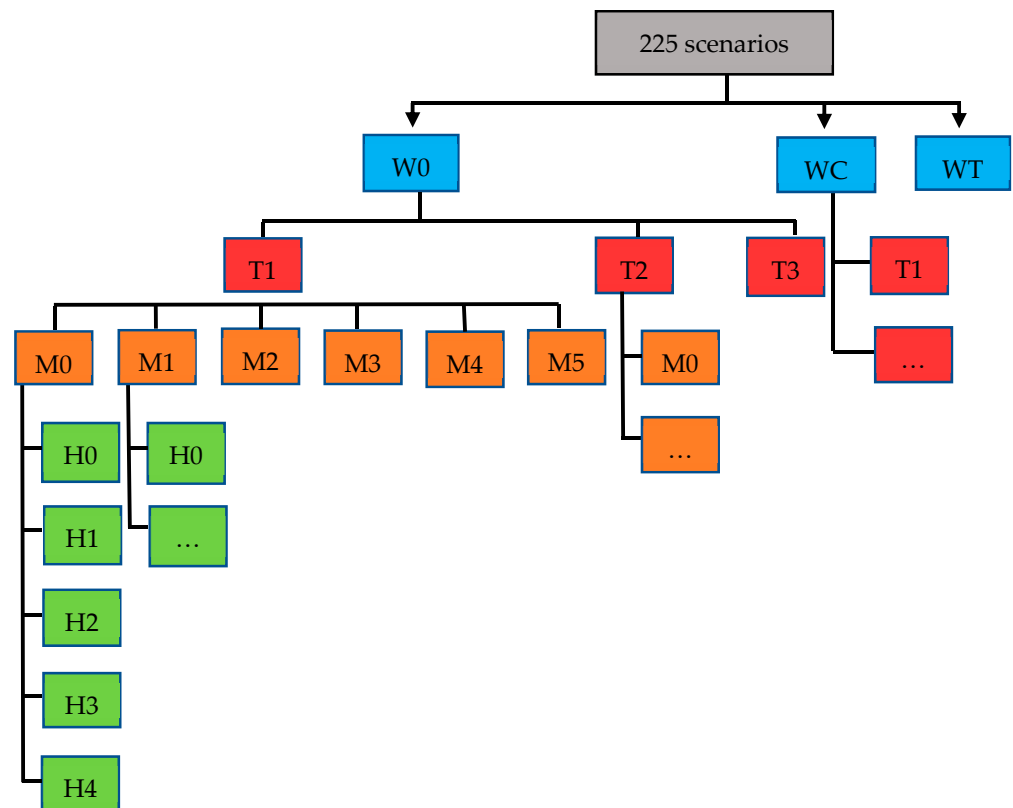 225 scenarios
W0
WC
WT
T1
T2
T3
T1
M0
M1
M2
M3
M4
M5
M0
…
H0
H0
…
H1
…
H2
H3
H4